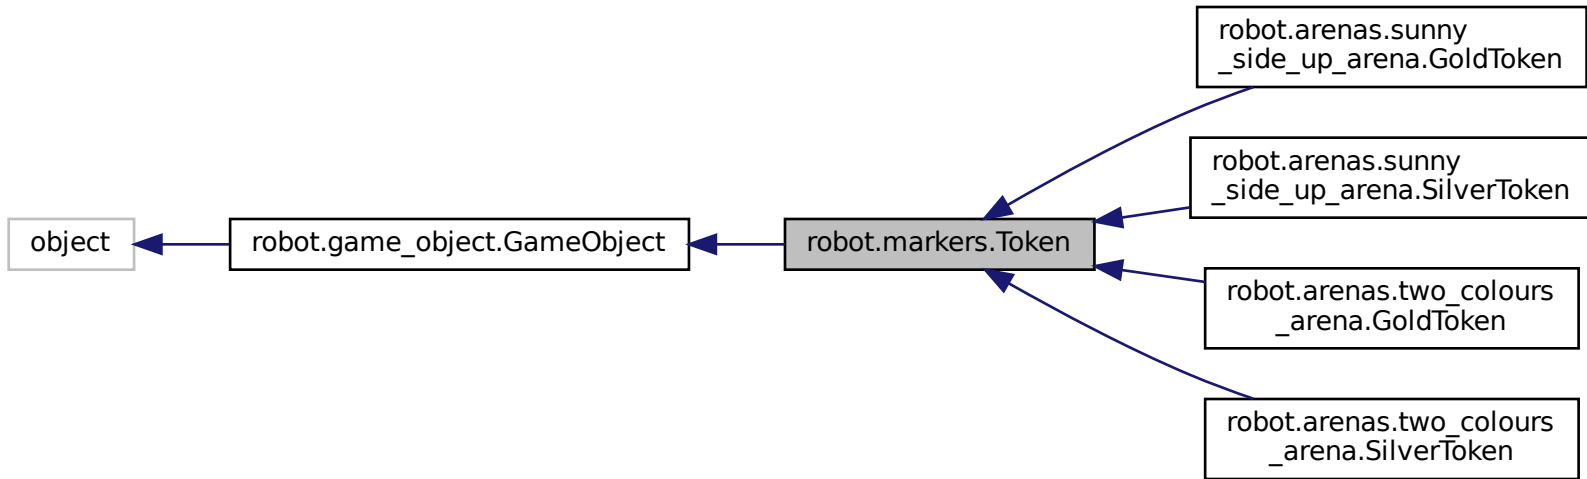 object
robot.game_object.GameObject
robot.markers.Token
robot.arenas.sunny
_side_up_arena.GoldToken
robot.arenas.sunny
_side_up_arena.SilverToken
robot.arenas.two_colours
_arena.GoldToken
robot.arenas.two_colours
_arena.SilverToken